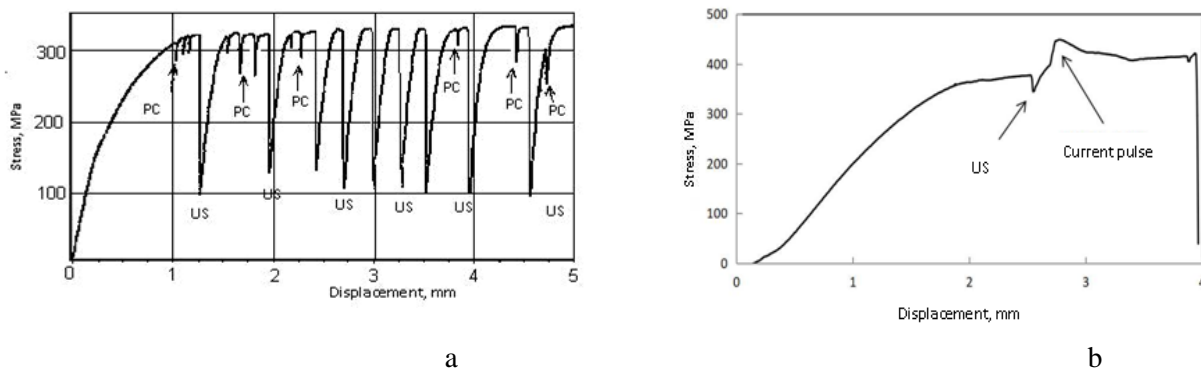 300
200
100
0
1
2
3
4
5
Stress, MPa
Displacement, mm
PC
PC
PC
PC
PC
PC
US
US
US
US
US
US
a
500
400
300
200
100
0
0
1
2
3
4
Stress, MPa
Displacement, mm
US
Current pulse
b